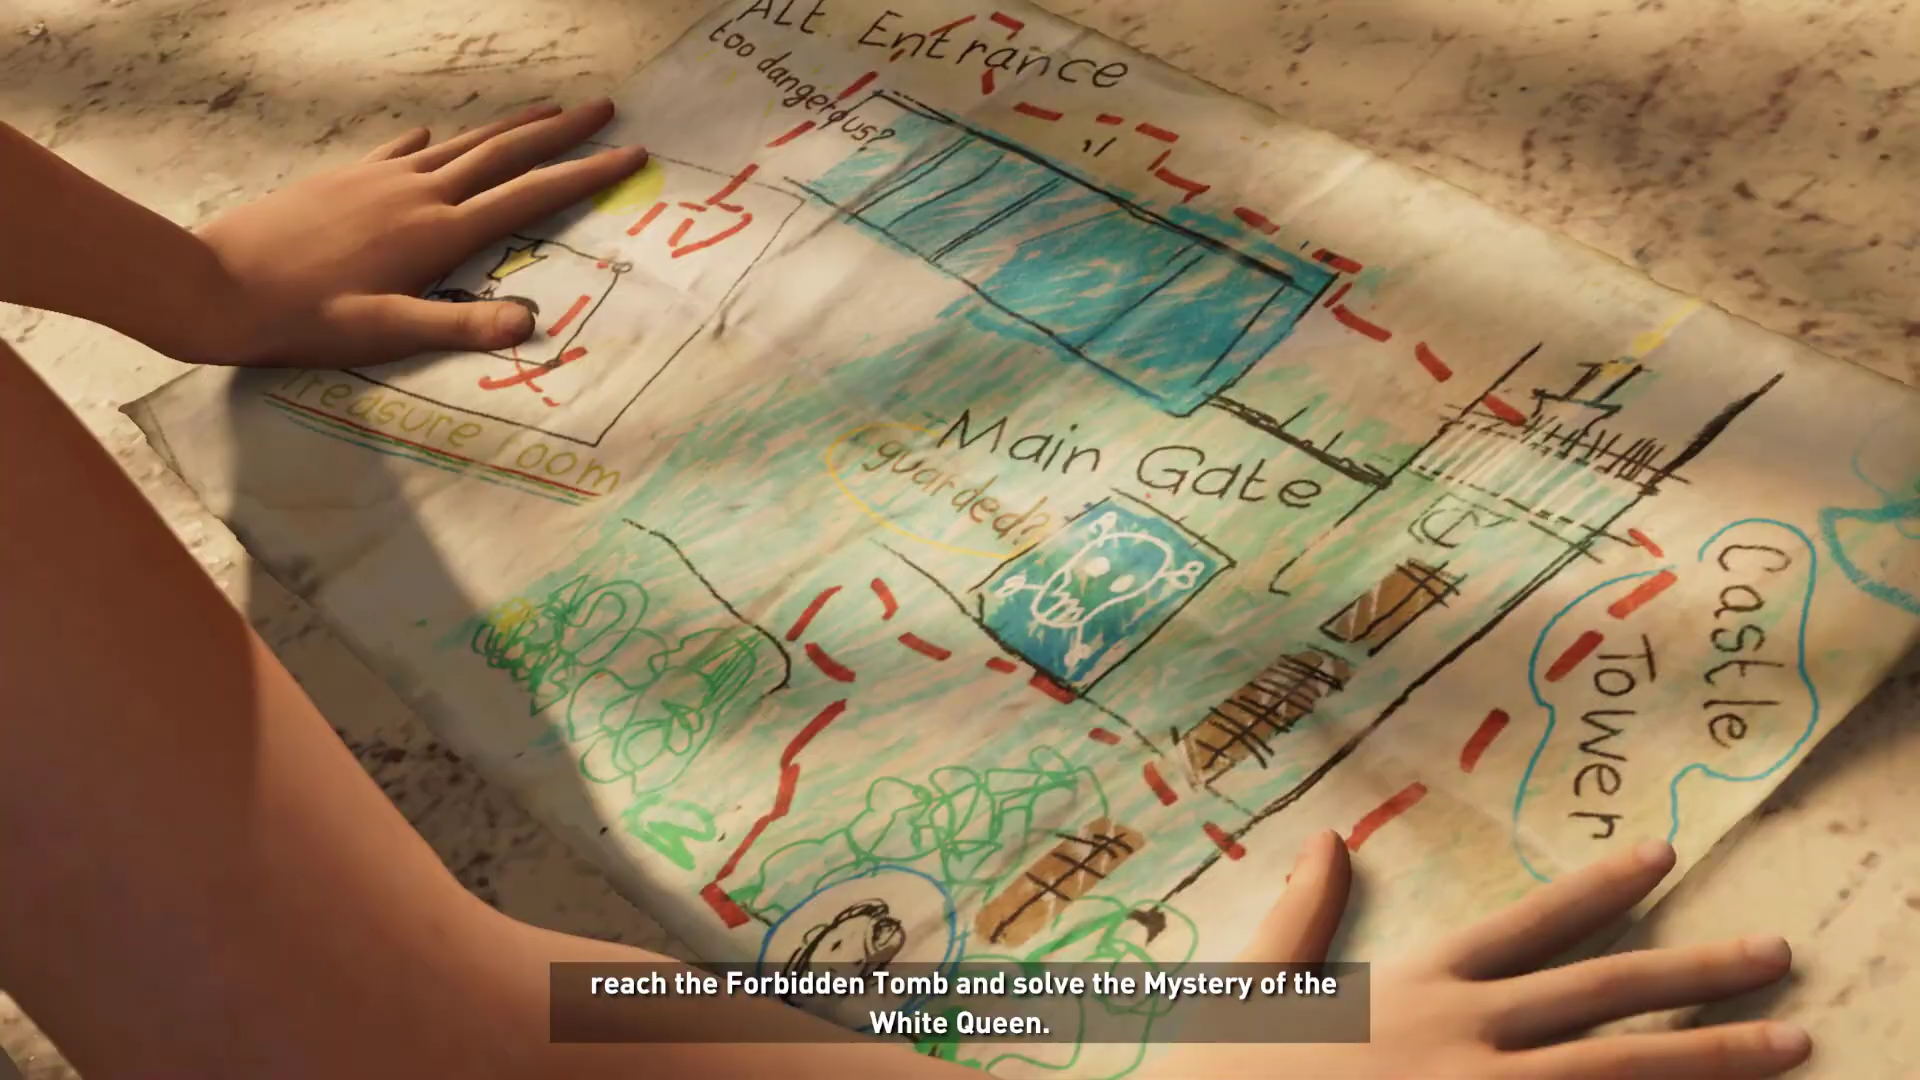 Alt. Entrance
too dangerous?
Treasure room
Main Gate
guarded?
Castle
Tower
reach the Forbidden Tomb and solve the Mystery of the
White Queen.